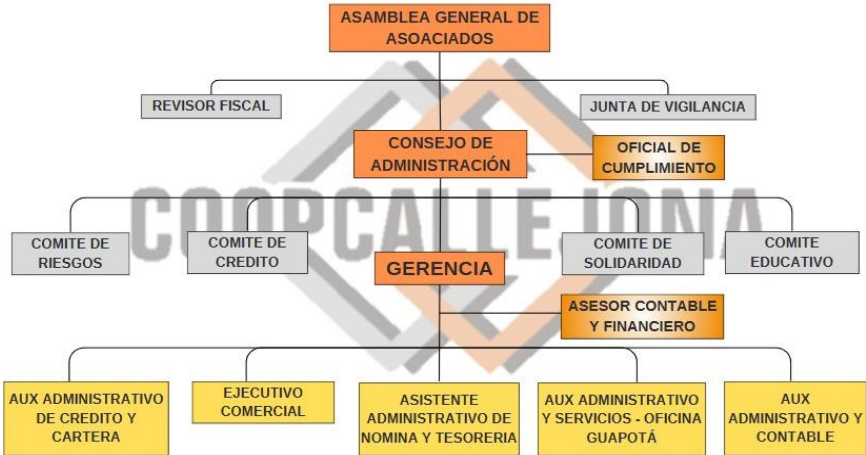 ASAMBLEA GENERAL DE
ASOACIADOS
REVISOR FISCAL
JUNTA DE VIGILANCIA
CONSEJO DE
ADMINISTRACIÓN
OFICIAL DE
CUMPLIMIENTO
COOPCALLEJONA
COMITE DE
RIESGOS
COMITE DE
CREDITO
GERENCIA
COMITE DE
SOLIDARIDAD
COMITE
EDUCATIVO
ASESOR CONTABLE
Y FINANCIERO
AUX ADMINISTRATIVO
DE CREDITO Y
CARTERA
EJECUTIVO
COMERCIAL
ASISTENTE
ADMINISTRATIVO DE
NOMINA Y TESORERIA
AUX ADMINISTRATIVO
Y SERVICIOS - OFICINA
GUAPOTÁ
AUX
ADMINISTRATIVO Y
CONTABLE